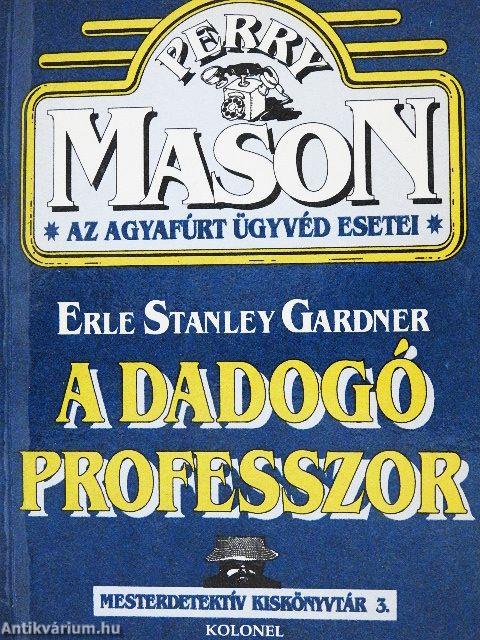 PERRY
MASON
* AZ AGYAFÚRT ÜGYVÉD ESETEI *
ERLE STANLEY GARDNER
A DADOGÓ
PROFESSZOR
MESTERDETEKTÍV KISKÖNYVTÁR 3.
Antikvárium.hu
KOLONEL